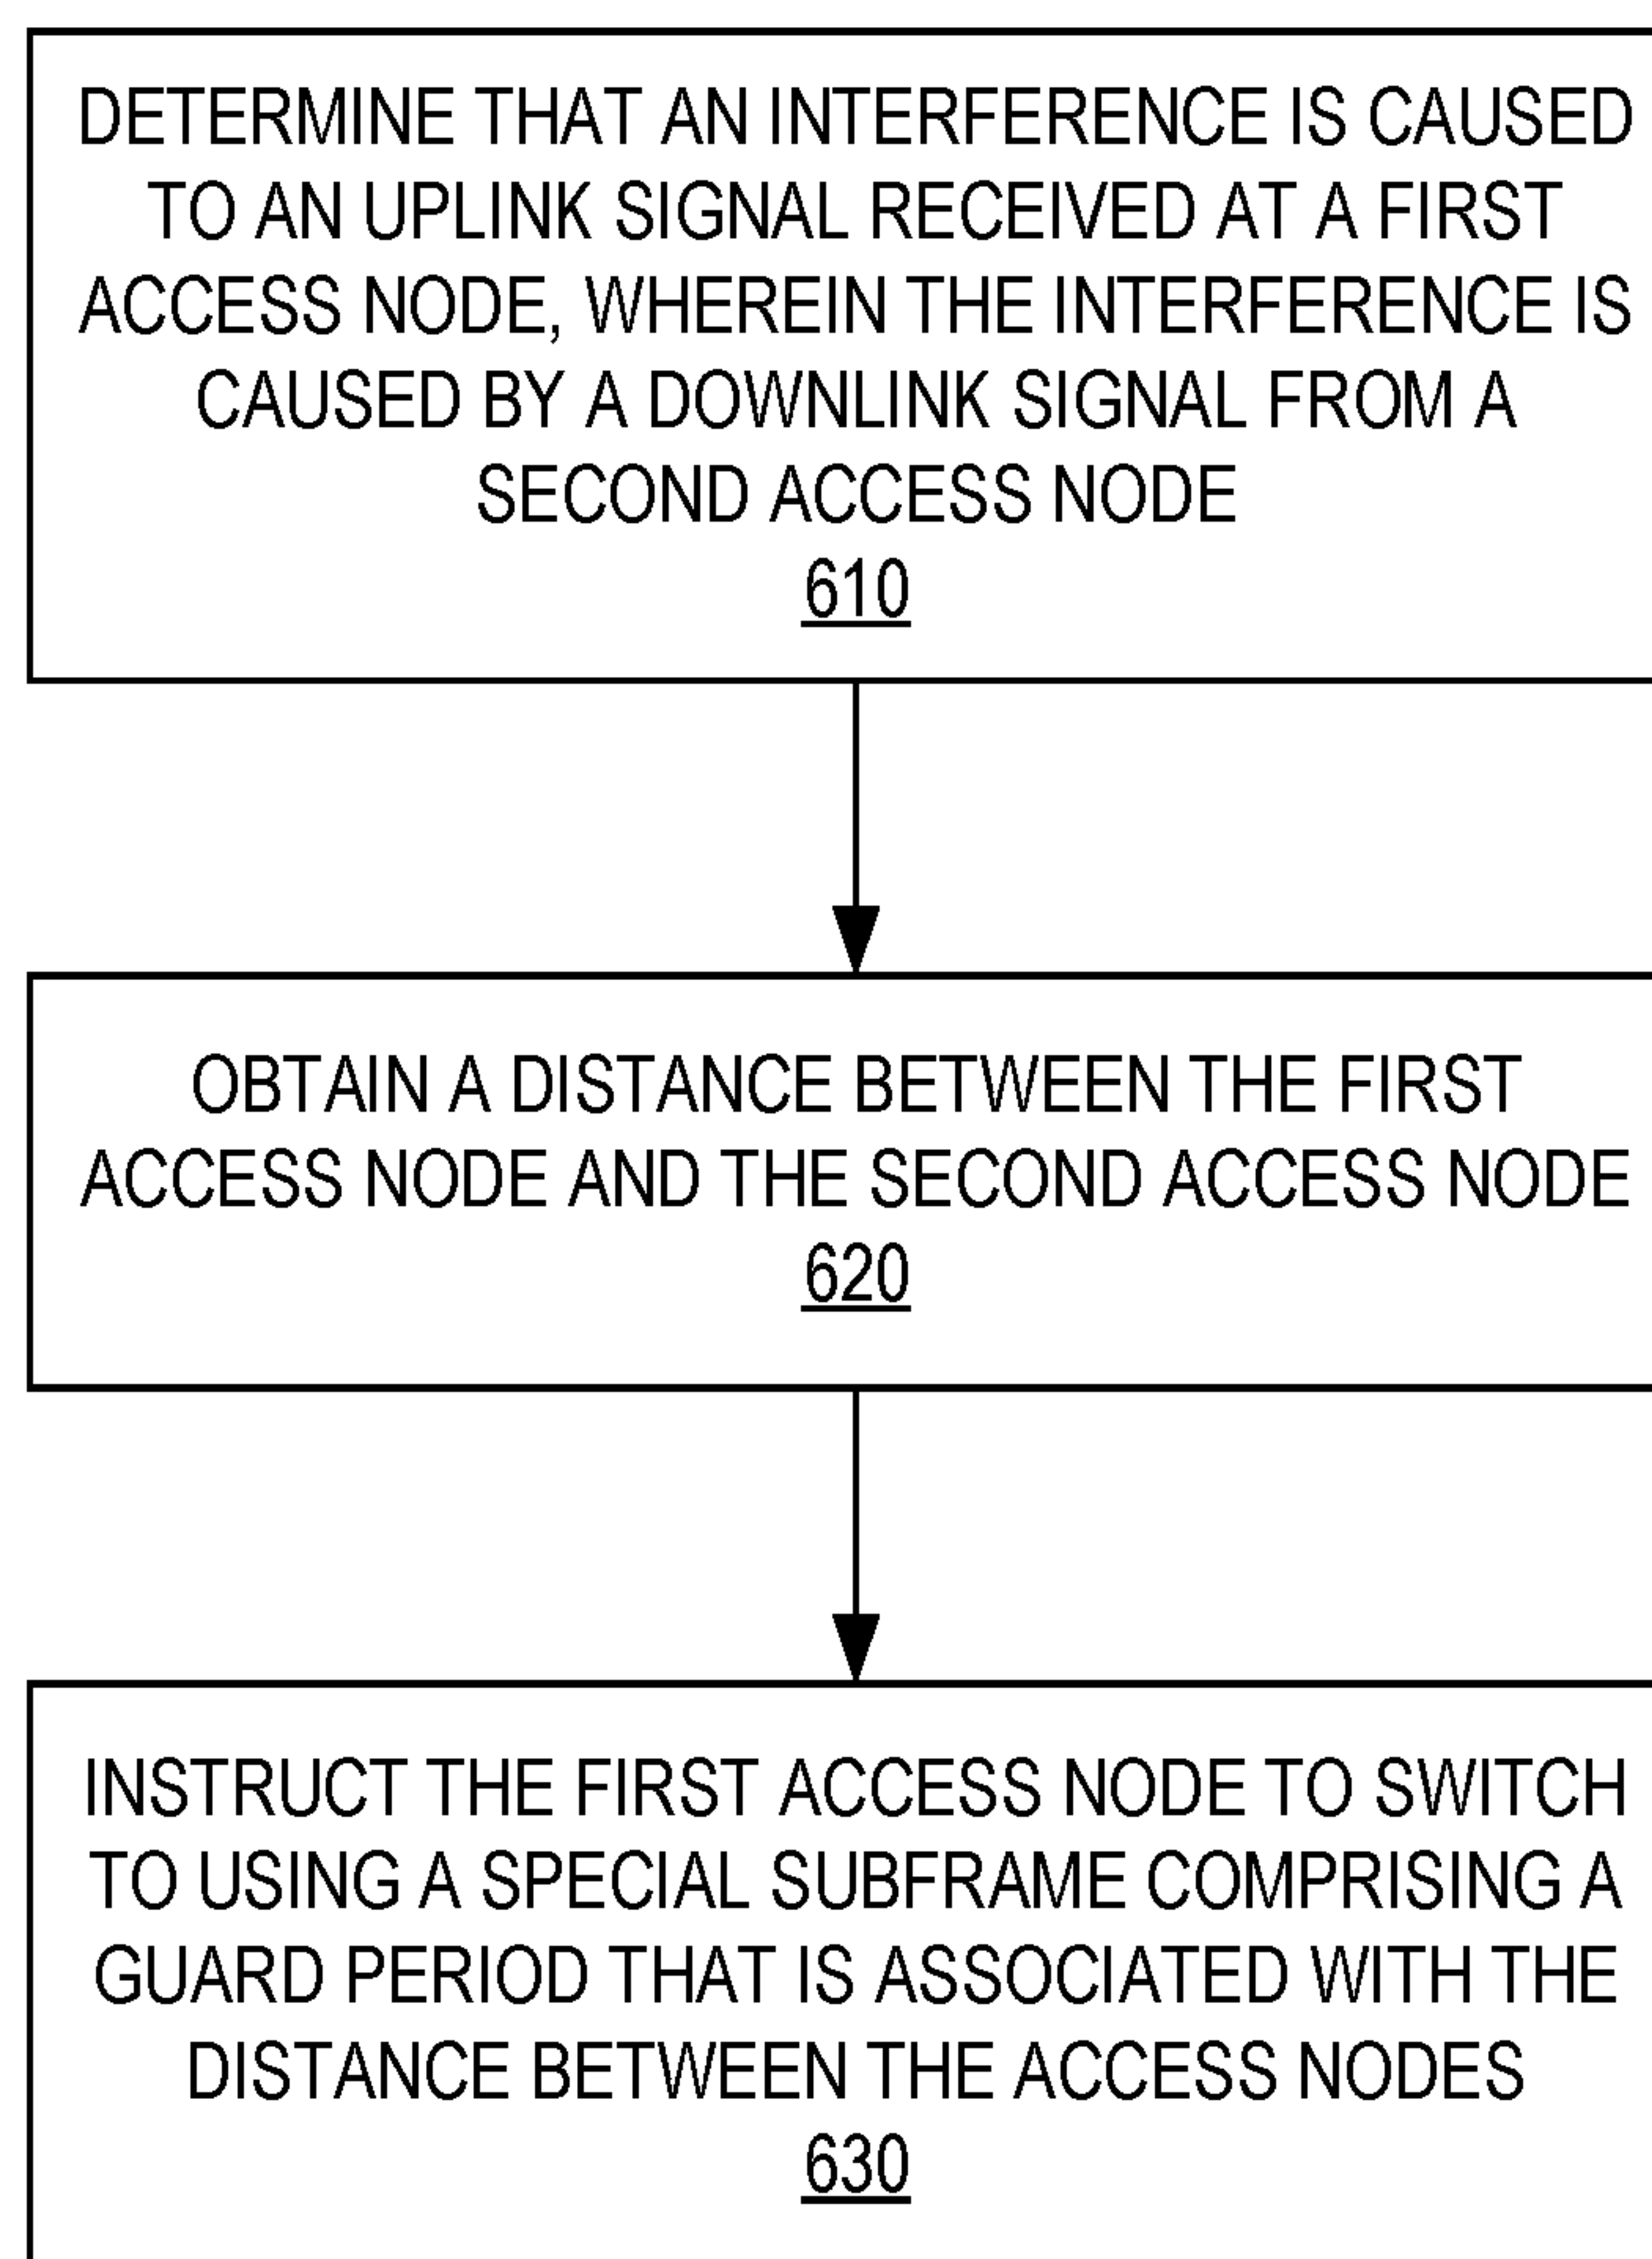 DETERMINE THAT AN INTERFERENCE IS CAUSED
TO AN UPLINK SIGNAL RECEIVED AT A FIRST
ACCESS NODE, WHEREIN THE INTERFERENCE IS
CAUSED BY A DOWNLINK SIGNAL FROM A
SECOND ACCESS NODE
610
OBTAIN A DISTANCE BETWEEN THE FIRST
ACCESS NODE AND THE SECOND ACCESS NODE
620
INSTRUCT THE FIRST ACCESS NODE TO SWITCH
TO USING A SPECIAL SUBFRAME COMPRISING A
GUARD PERIOD THAT IS ASSOCIATED WITH THE
DISTANCE BETWEEN THE ACCESS NODES
630